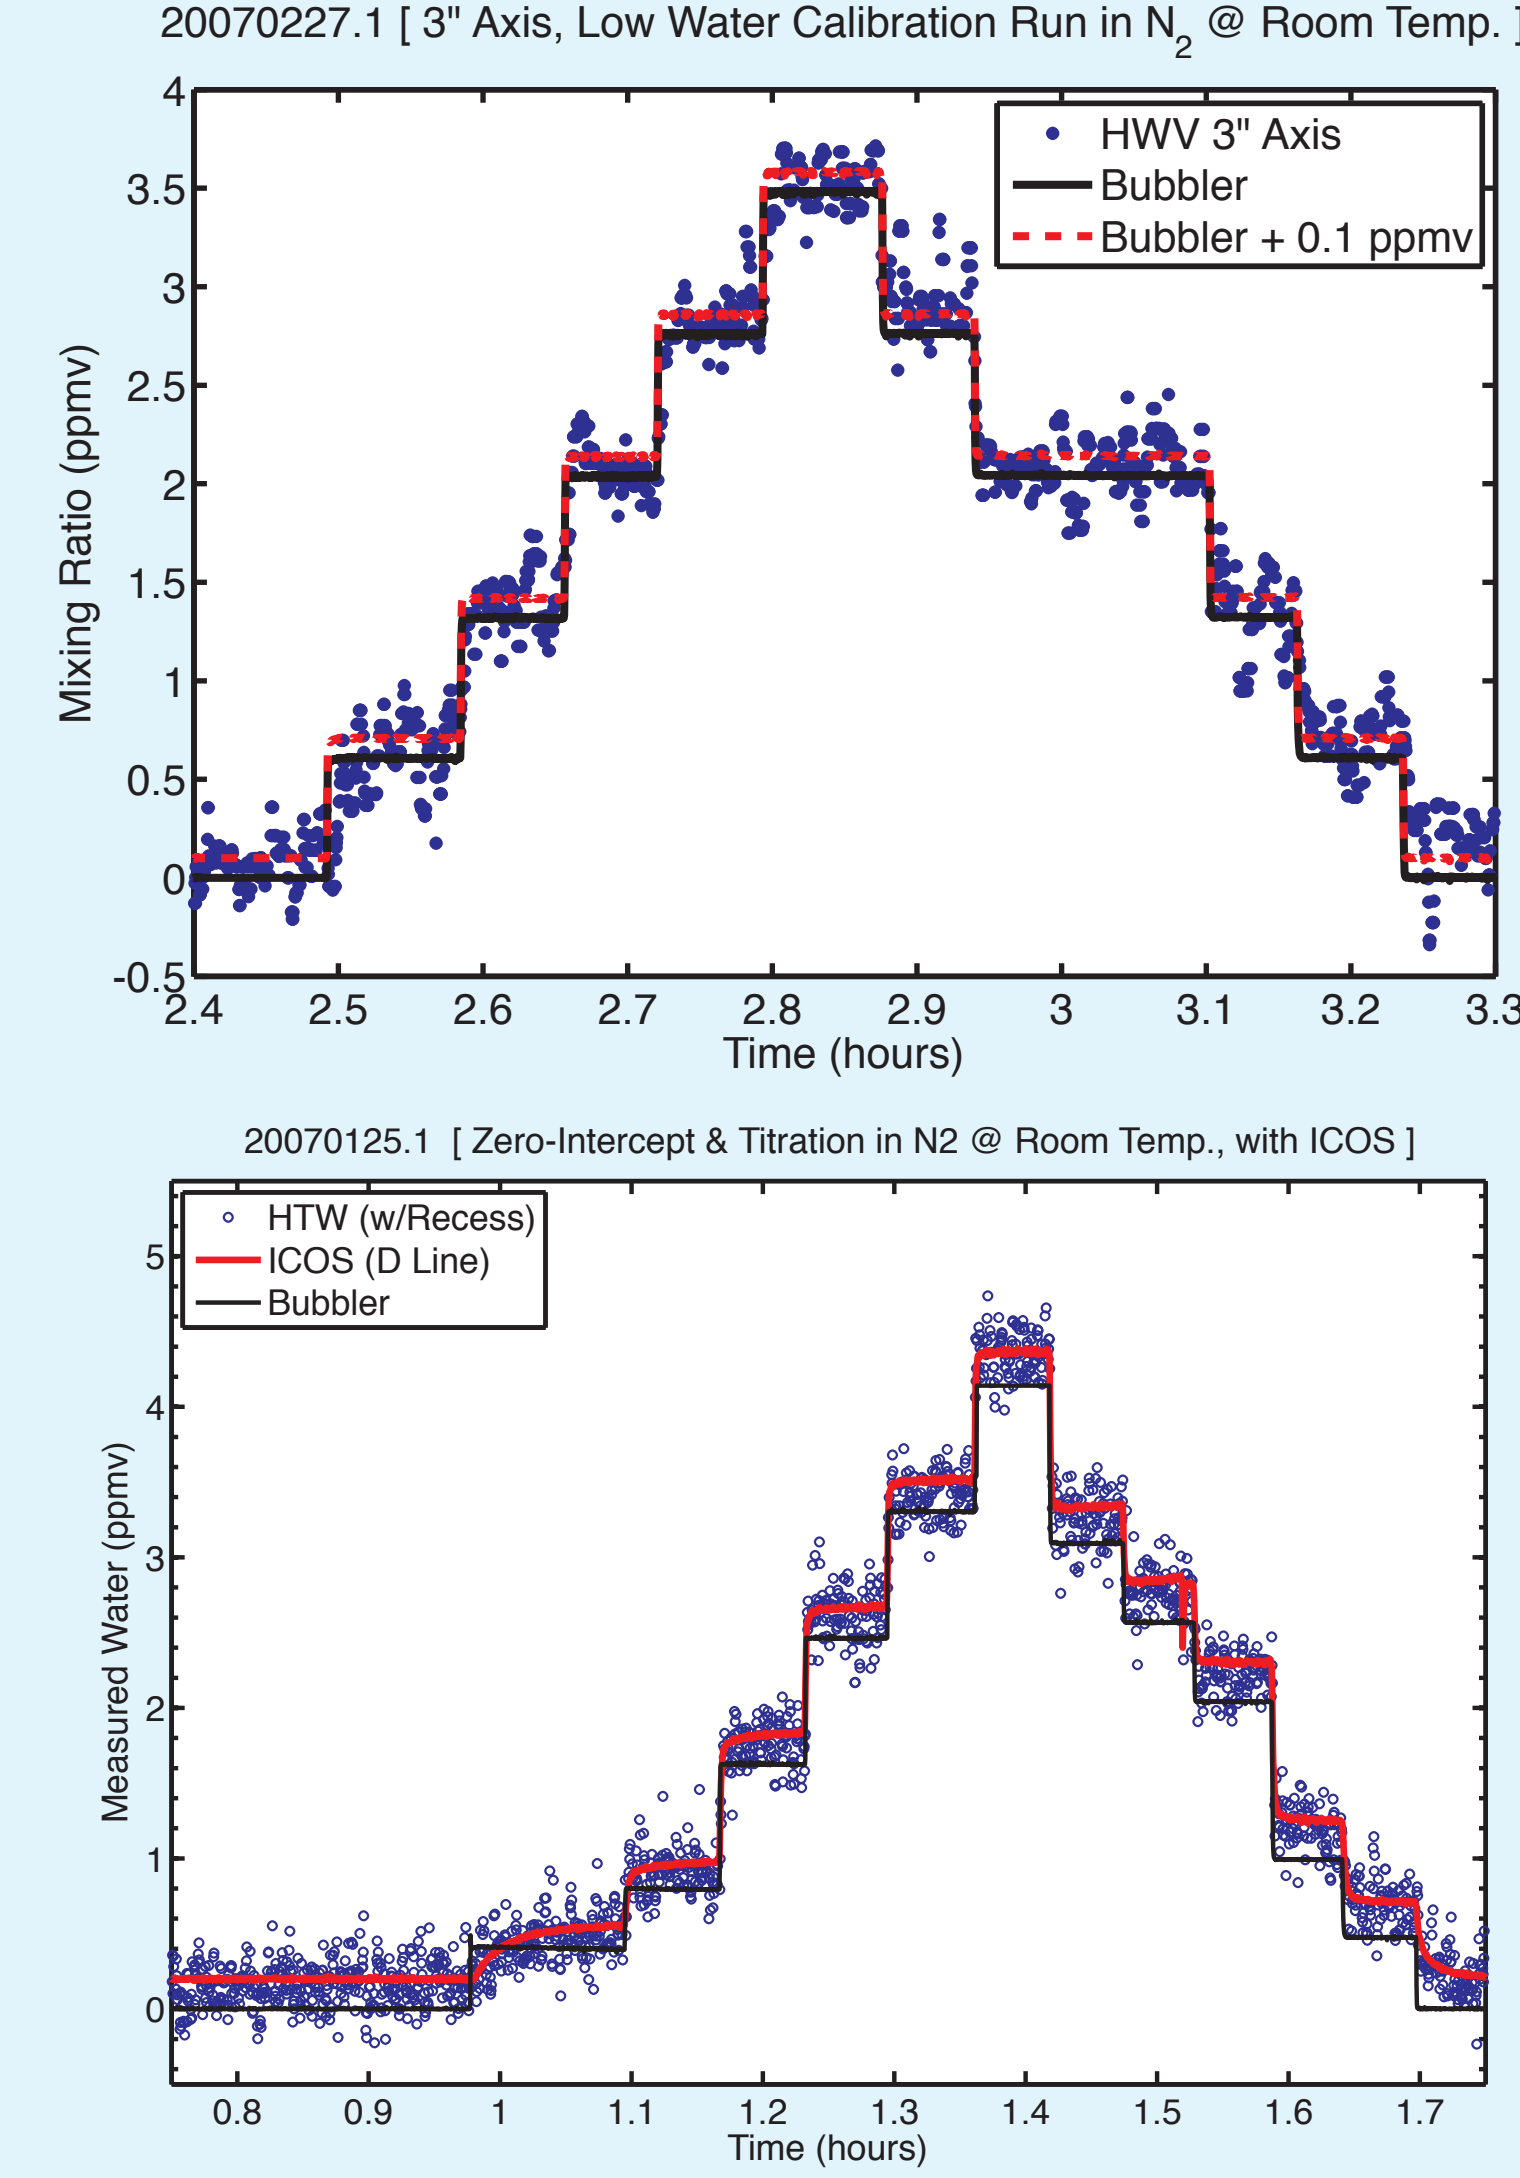 20070227.1 [ 3" Axis, Low Water Calibration Run in N2 @ Room Temp. ]
4
3.5
3
2.5
2
1.5
1
0.5
0
-0.5
Mixing Ratio (ppmv)
HWV 3" Axis
Bubbler
Bubbler + 0.1 ppmv
2.4 2.5 2.6 2.7 2.8 2.9 3 3.1 3.2 3.3
Time (hours)
20070125.1 [ Zero-Intercept & Titration in N2 @ Room Temp., with ICOS ]
HTW (w/Recess)
ICOS (D Line)
Bubbler
5
4
3
2
1
0
Measured Water (ppmv)
0.8 0.9 1 1.1 1.2 1.3 1.4 1.5 1.6 1.7
Time (hours)